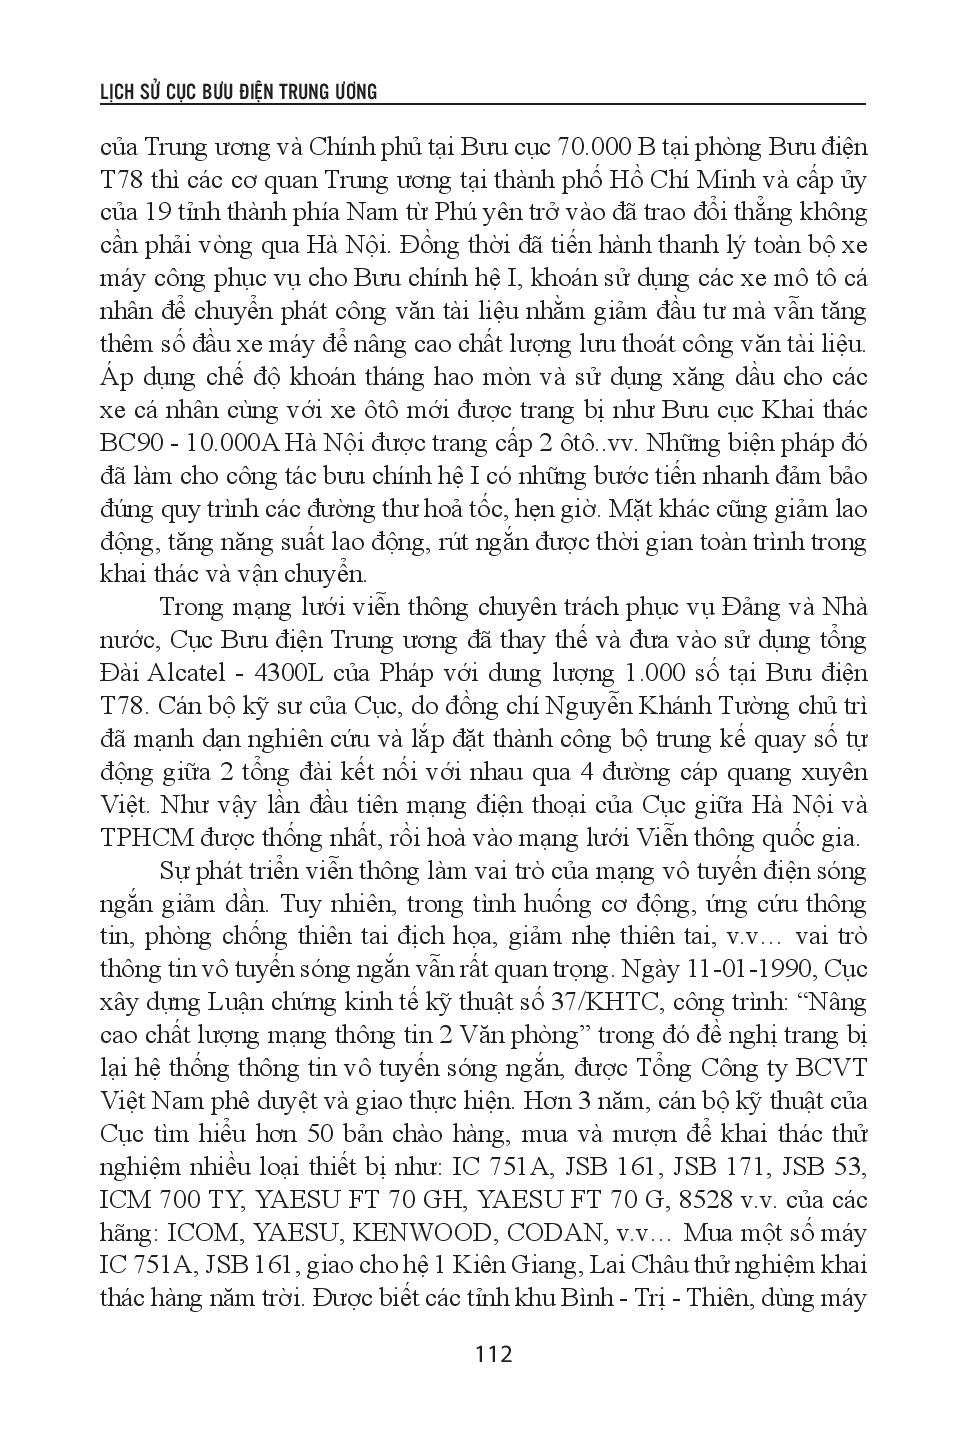 LỊCH SỬ CỤC BƯU ĐIỆN TRUNG ƯƠNG
của Trung ương và Chính phủ tại Bưu cục 70.000 B tại phòng Bưu điện
T78 thì các cơ quan Trung ương tại thành phố Hồ Chí Minh và cấp ủy
của 19 tỉnh thành phía Nam từ Phú yên trở vào đã trao đổi thẳng không
cần phải vòng qua Hà Nội. Đồng thời đã tiến hành thanh lý toàn bộ xe
máy công phục vụ cho Bưu chính hệ I, khoán sử dụng các xe mô tô cá
nhân để chuyển phát công văn tài liệu nhằm giảm đầu tư mà vẫn tăng
thêm số đầu xe máy để nâng cao chất lượng lưu thoát công văn tài liệu.
Áp dụng chế độ khoán tháng hao mòn và sử dụng xăng dầu cho các
xe cá nhân cùng với xe ôtô mới được trang bị như Bưu cục Khai thác
BC90 - 10.000A Hà Nội được trang cấp 2 ôtô..vv. Những biện pháp đó
đã làm cho công tác bưu chính hệ I có những bước tiến nhanh đảm bảo
đúng quy trình các đường thư hoả tốc, hẹn giờ. Mặt khác cũng giảm lao
động, tăng năng suất lao động, rút ngắn được thời gian toàn trình trong
khai thác và vận chuyển.
Trong mạng lưới viễn thông chuyên trách phục vụ Đảng và Nhà
nước, Cục Bưu điện Trung ương đã thay thế và đưa vào sử dụng tổng
Đài Alcatel - 4300L của Pháp với dung lượng 1.000 số tại Bưu điện
T78. Cán bộ kỹ sư của Cục, do đồng chí Nguyễn Khánh Tường chủ trì
đã mạnh dạn nghiên cứu và lắp đặt thành công bộ trung kế quay số tự
động giữa 2 tổng đài kết nối với nhau qua 4 đường cáp quang xuyên
Việt. Như vậy lần đầu tiên mạng điện thoại của Cục giữa Hà Nội và
TPHCM được thống nhất, rồi hoà vào mạng lưới Viễn thông quốc gia.
Sự phát triển viễn thông làm vai trò của mạng vô tuyến điện sóng
ngắn giảm dần. Tuy nhiên, trong tình huống cơ động, ứng cứu thông
tin, phòng chống thiên tai địch họa, giảm nhẹ thiên tai, v.v… vai trò
thông tin vô tuyến sóng ngắn vẫn rất quan trọng. Ngày 11-01-1990, Cục
xây dựng Luận chứng kinh tế kỹ thuật số 37/KHTC, công trình: “Nâng
cao chất lượng mạng thông tin 2 Văn phòng” trong đó đề nghị trang bị
lại hệ thống thông tin vô tuyến sóng ngắn, được Tổng Công ty BCVT
Việt Nam phê duyệt và giao thực hiện. Hơn 3 năm, cán bộ kỹ thuật của
Cục tìm hiểu hơn 50 bản chào hàng, mua và mượn để khai thác thử
nghiệm nhiều loại thiết bị như: IC 751A, JSB 161, JSB 171, JSB 53,
ICM 700 TY, YAESU FT 70 GH, YAESU FT 70 G, 8528 v.v. của các
hãng: ICOM, YAESU, KENWOOD, CODAN, v.v… Mua một số máy
IC 751A, JSB 161, giao cho hệ 1 Kiên Giang, Lai Châu thử nghiệm khai
thác hàng năm trời. Được biết các tỉnh khu Bình - Trị - Thiên, dùng máy
112